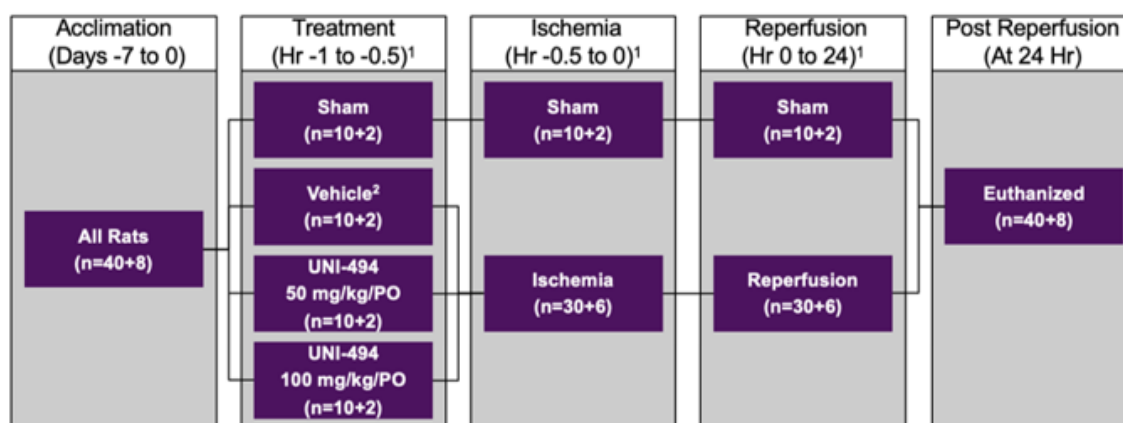 Acclimation
(Days -7 to 0)
Treatment
(Hr -1 to -0.5)¹
Ischemia
(Hr -0.5 to 0)¹
Reperfusion
(Hr 0 to 24)¹
Post Reperfusion
(At 24 Hr)
All Rats
(n=40+8)
Sham
(n=10+2)
Vehicle²
(n=10+2)
UNI-494
50 mg/kg/PO
(n=10+2)
UNI-494
100 mg/kg/PO
(n=10+2)
Sham
(n=10+2)
Ischemia
(n=30+6)
Sham
(n=10+2)
Reperfusion
(n=30+6)
Euthanized
(n=40+8)